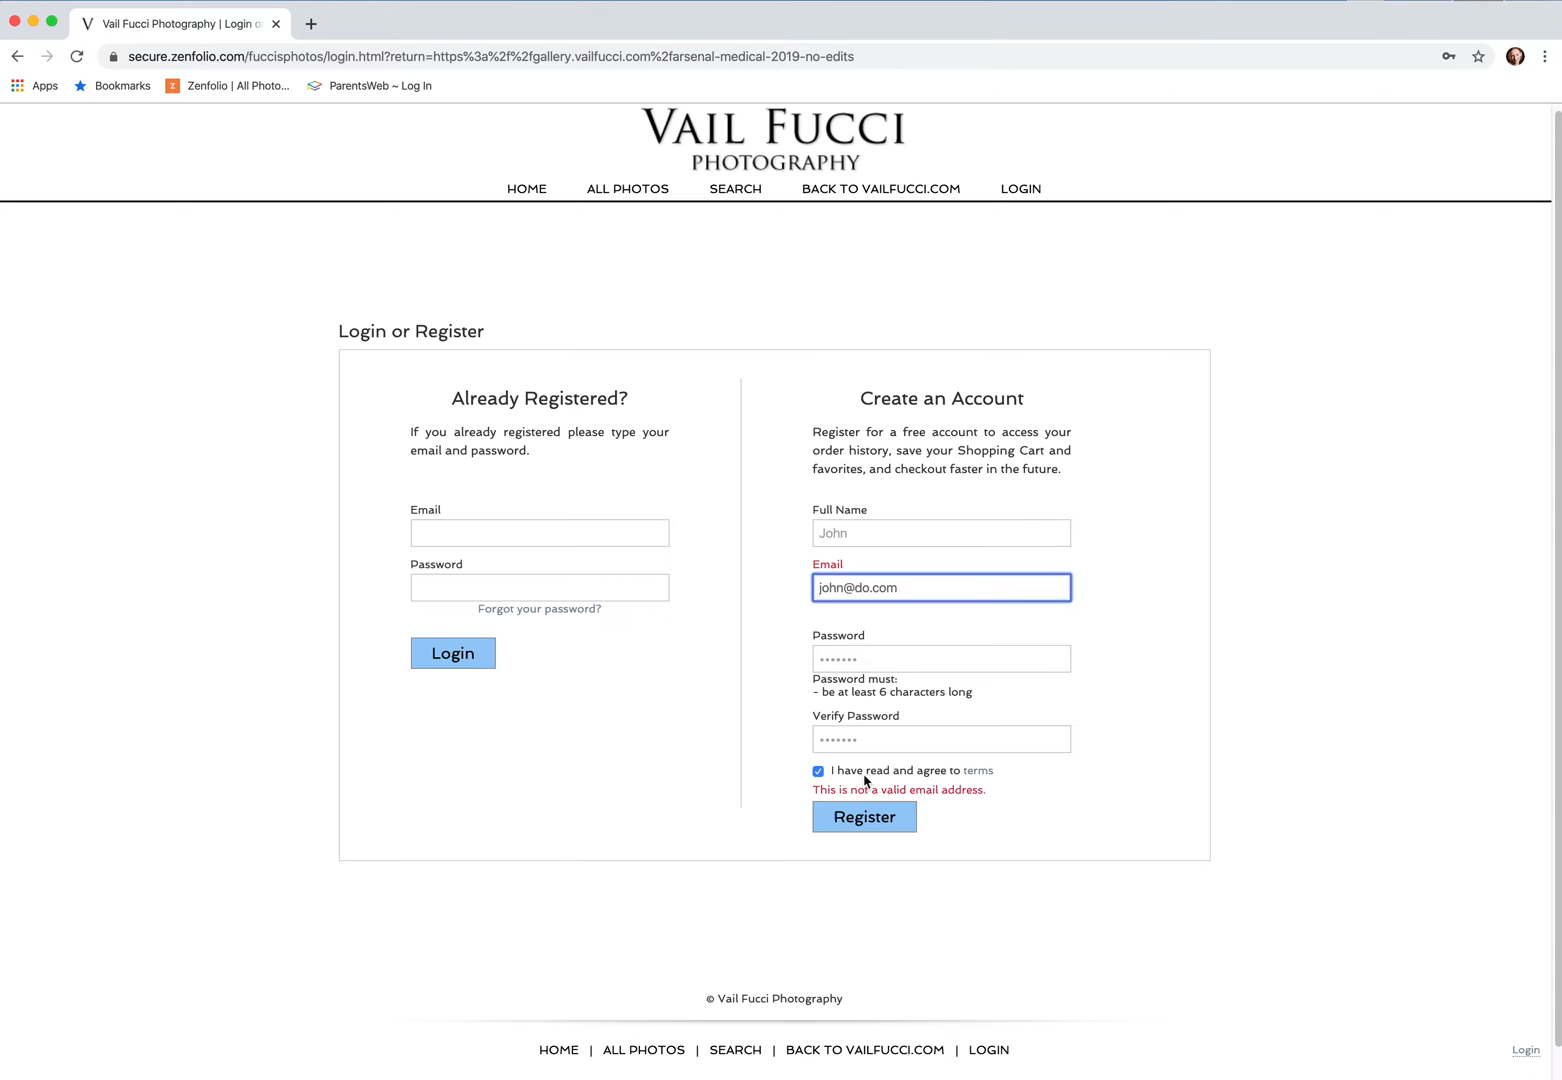 Vail Fucci Photography | Login o
secure.zenfolio.com/fuccisphotos/login.html?return=https%3a%2f%2fgallery.vailfucci.com%2farsenal-medical-2019-no-edits
Apps Bookmarks Zenfolio | All Photo... ParentsWeb ~ Log In
VAIL FUCCI
PHOTOGRAPHY
HOME ALL PHOTOS SEARCH BACK TO VAILFUCCI.COM LOGIN
Login or Register
Already Registered?
If you already registered please type your
email and password.
Email
Password
Forgot your password?
Login
Create an Account
Register for a free account to access your
order history, save your Shopping Cart and
favorites, and checkout faster in the future.
Full Name
John
Email
john@do.com
Password
•••••••
Password must:
- be at least 6 characters long
Verify Password
•••••••
I have read and agree to terms
This is not a valid email address.
Register
© Vail Fucci Photography
HOME | ALL PHOTOS | SEARCH | BACK TO VAILFUCCI.COM | LOGIN
Login